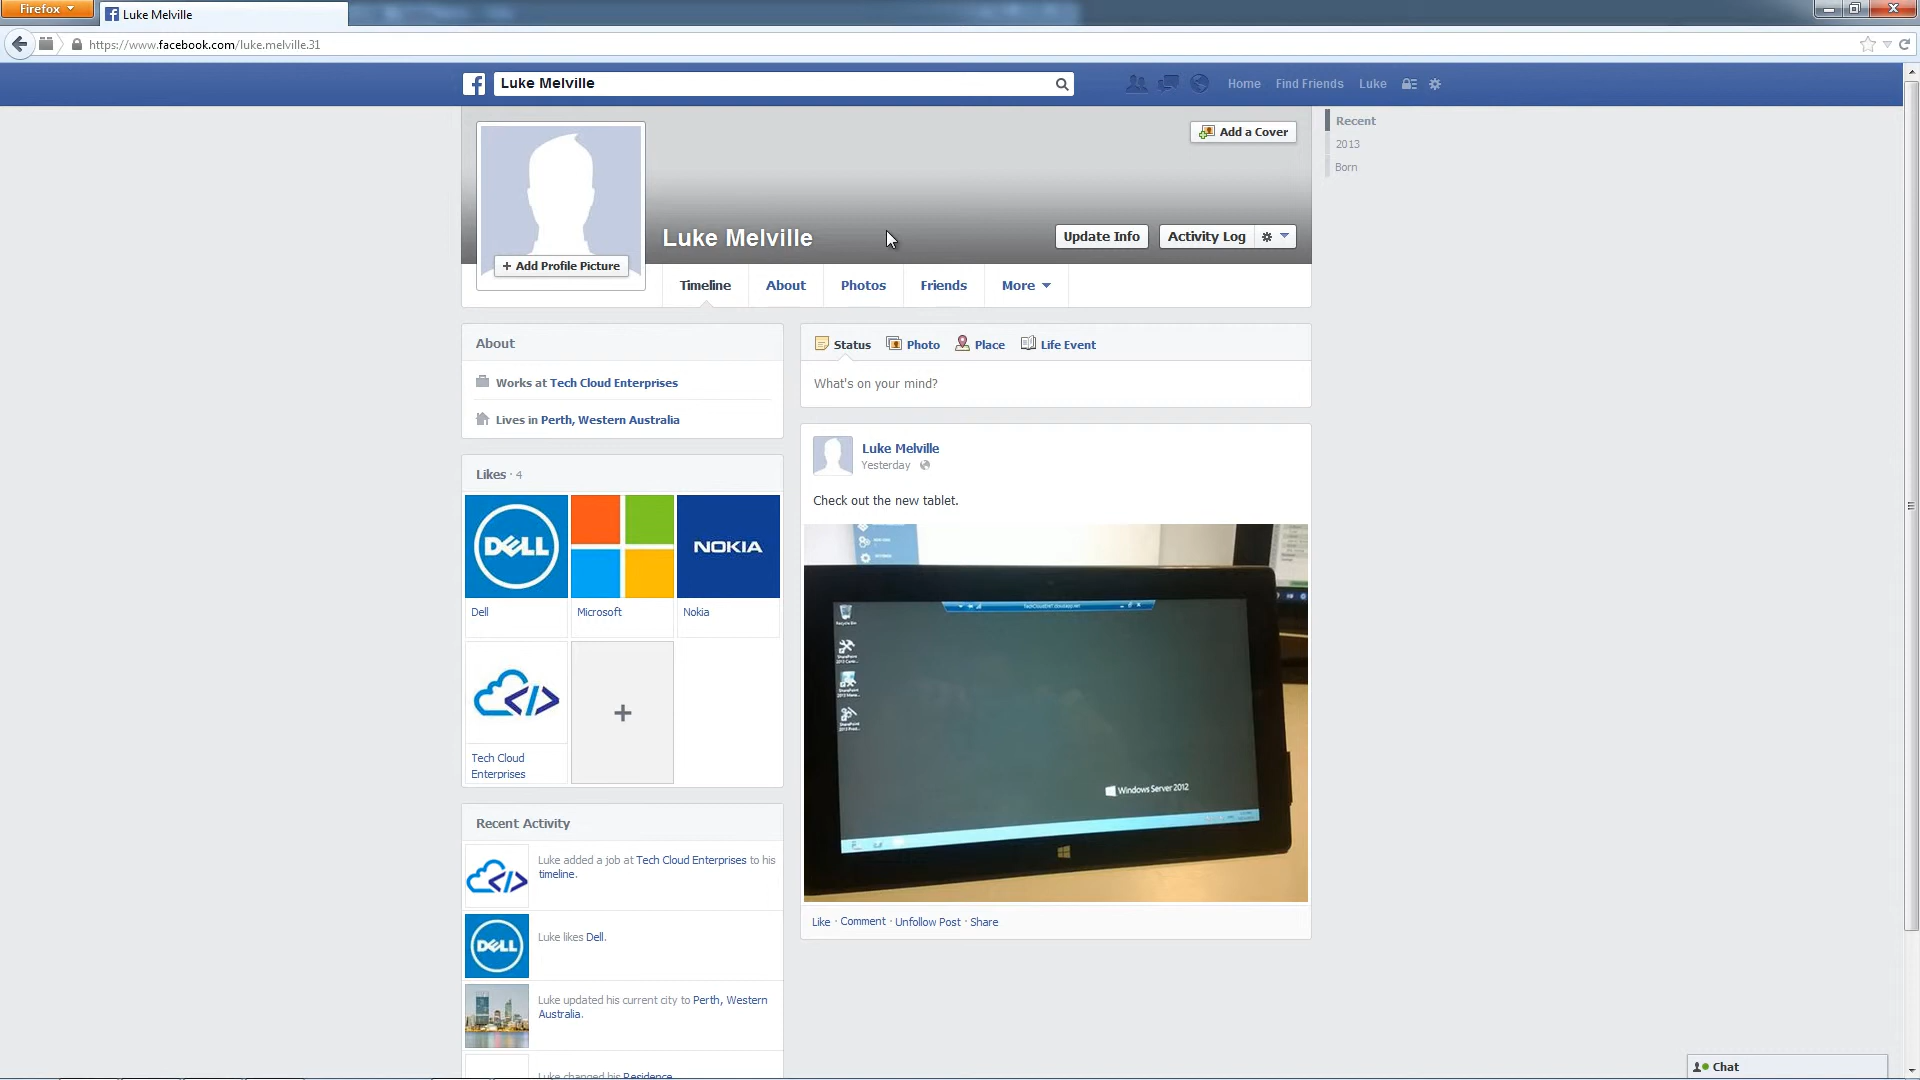 Firefox
Luke Melville
https://www.facebook.com/luke.melville.31
Luke Melville
Home
Find Friends
Luke
Add a Cover
Recent
2013
Born
Luke Melville
Update Info
Activity Log
+ Add Profile Picture
Timeline
About
Photos
Friends
More
About
Works at Tech Cloud Enterprises
Lives in Perth, Western Australia
Likes · 4
DELL
NOKIA
Dell
Microsoft
Nokia
Tech Cloud
Enterprises
Recent Activity
Luke added a job at Tech Cloud Enterprises to his
timeline.
DELL
Luke likes Dell.
Luke updated his current city to Perth, Western
Australia.
Luke changed his Residence
Status
Photo
Place
Life Event
What's on your mind?
Luke Melville
Yesterday
Check out the new tablet.
Recycle Bin
Windows Server 2012
Like · Comment · Unfollow Post · Share
Chat